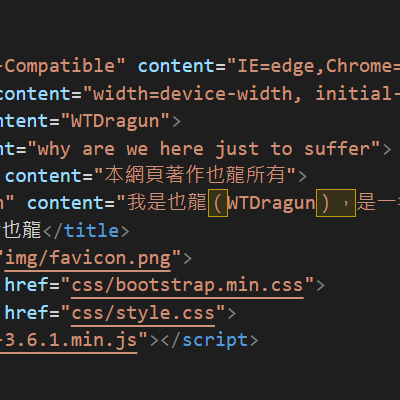 -Compatible" content="IE=edge,Chrome=
content="width=device-width, initial-
ntent="WTDragun">
nt="why are we here just to suffer">
content="本網頁著作也龍所有">
n" content="我是也龍（WTDragun），是一
也龍</title>
"img/favicon.png">
href="css/bootstrap.min.css">
href="css/style.css">
-3.6.1.min.js"></script>